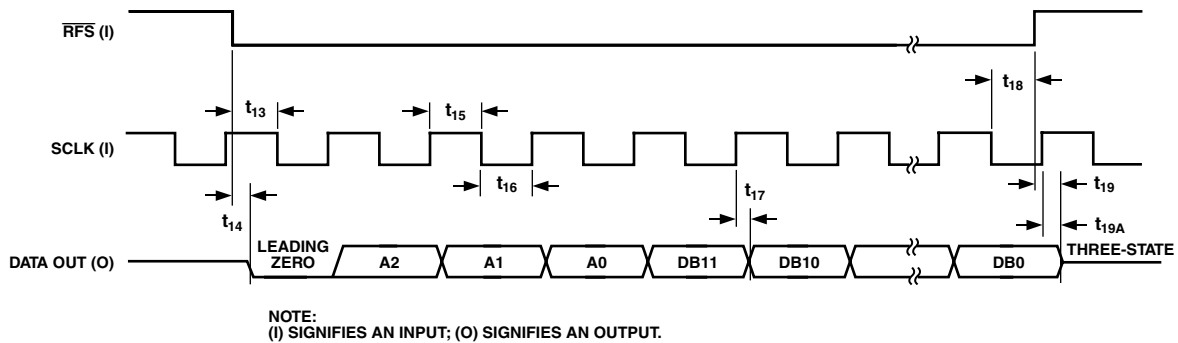 RFS (I)
t13
t15
t18
SCLK (I)
t16
t17
t19
t14
t19A
DATA OUT (O)
LEADING
ZERO
A2
A1
A0
DB11
DB10
DB0
THREE-STATE
NOTE:
(I) SIGNIFIES AN INPUT; (O) SIGNIFIES AN OUTPUT.